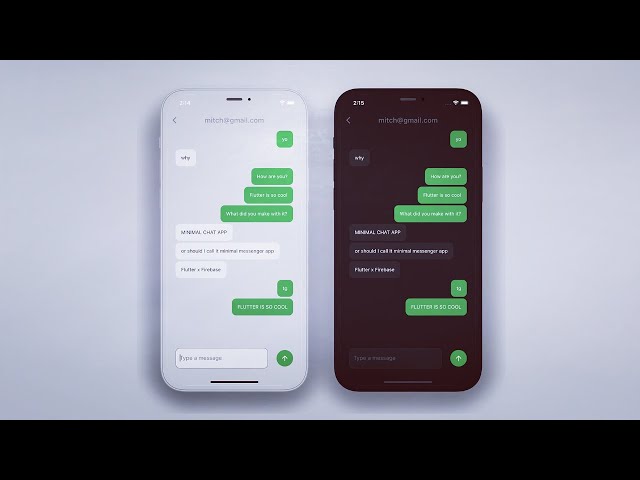 2:14
mitch@gmail.com
yo
why
How are you?
Flutter is so cool
What did you make with it?
MINIMAL CHAT APP
or should I call it minimal messenger app
Flutter x Firebase
tg
FLUTTER IS SO COOL
Type a message
2:15
mitch@gmail.com
yo
why
How are you?
Flutter is so cool
What did you make with it?
MINIMAL CHAT APP
or should I call it minimal messenger app
Flutter x Firebase
tg
FLUTTER IS SO COOL
Type a message